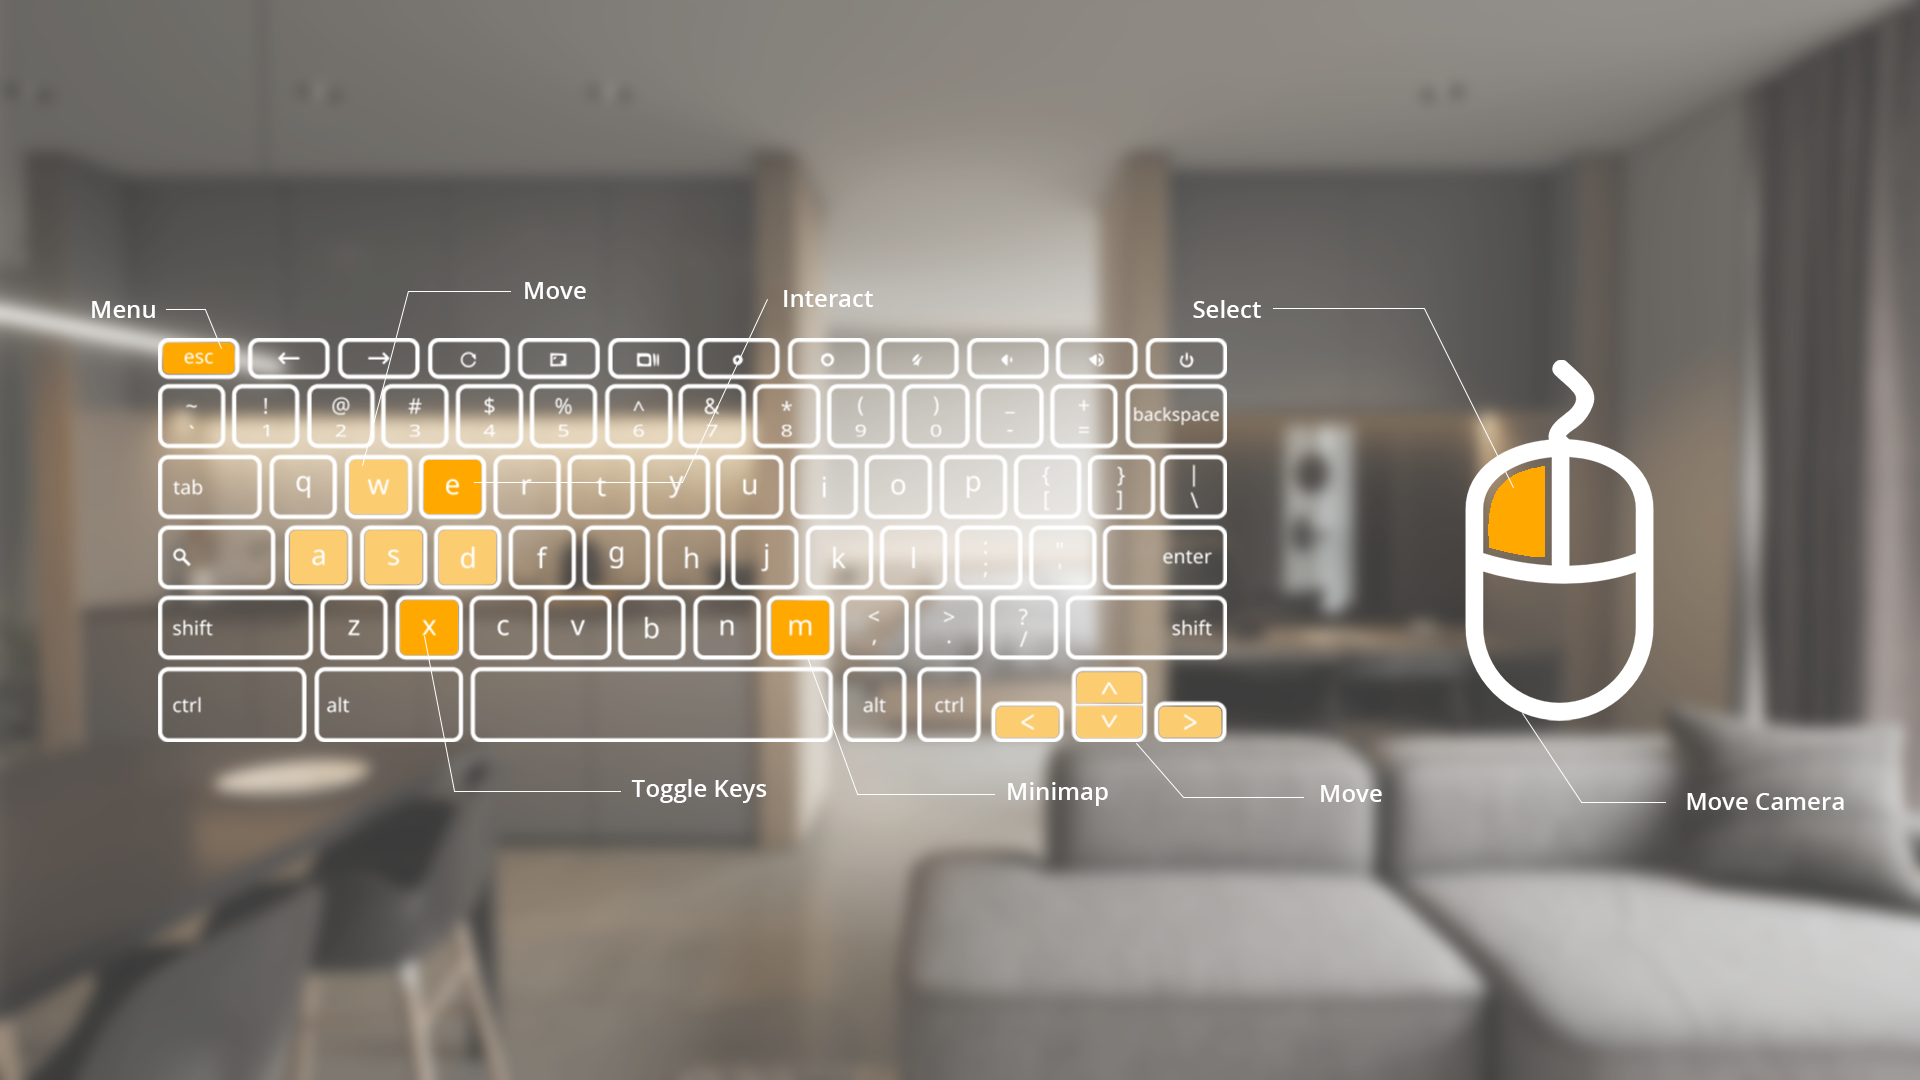 Move
Interact
Menu
Select
esc
~ ! @ # $ % ^ & * ( ) _ +
` 1 2 3 4 5 6 7 8 9 0 - = backspace
tab q w e r t y u i o p { [ } ] | \
a s d f g h j k l : ; " ' enter
shift z x c v b n m < , > . ? / shift
ctrl alt alt ctrl < ^ v >
Toggle Keys
Minimap
Move
Move Camera